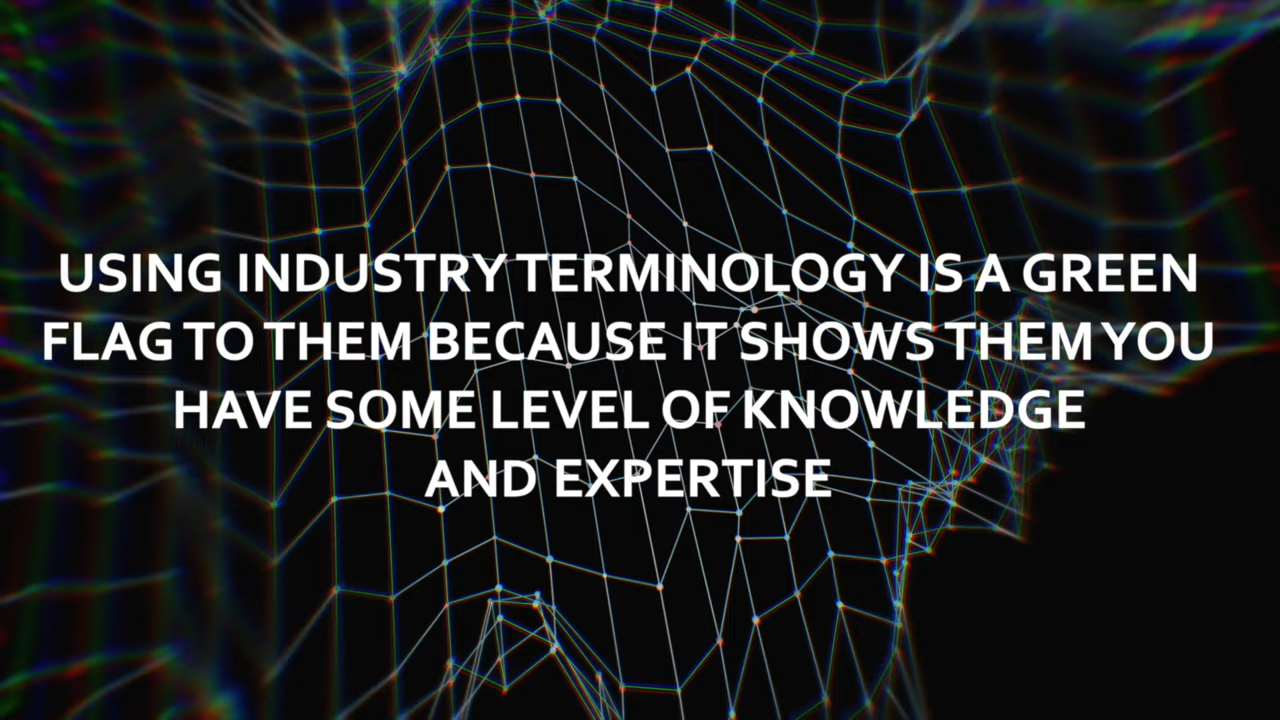 USING INDUSTRY TERMINOLOGY IS A GREEN
FLAG TO THEM BECAUSE IT SHOWS THEM YOU
HAVE SOME LEVEL OF KNOWLEDGE
AND EXPERTISE